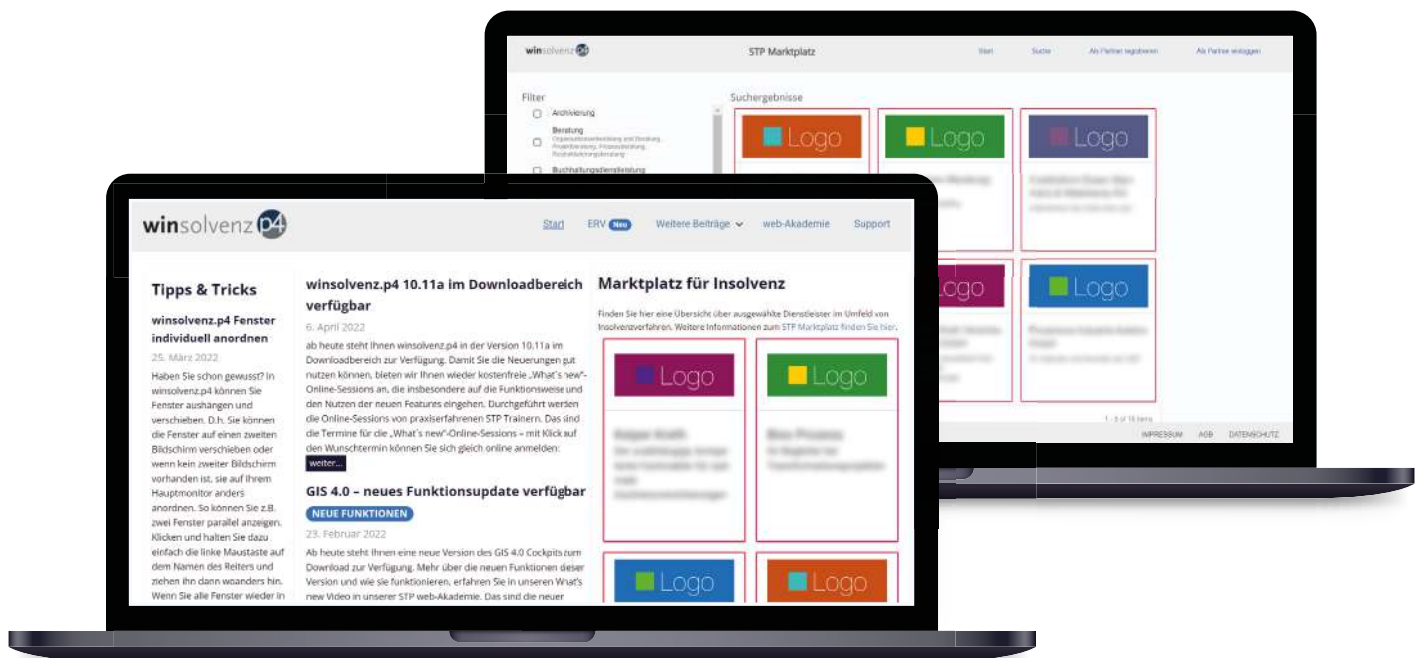 winsolvenz p4
STP Marktplatz
Start
Suche
Als Partner registrieren
Als Partner einloggen
Filter
Archivierung
Beratung
Organisationsentwicklung und Beratung,
Buchhaltungsdienstleistung
Suchergebnisse
Logo
Logo
Logo
Logo
Logo
1 - 8 of 16 items
IMPRESSUM
AGB
DATENSCHUTZ
winsolvenz p4
Start
ERV Neu
Weitere Beiträge
web-Akademie
Support
Tipps & Tricks
winsolvenz.p4 Fenster
individuell anordnen
25. März 2022
Haben Sie schon gewusst? In
winsolvenz.p4 können Sie
Fenster aushängen und
verschieben. D.h. Sie können
die Fenster auf einen zweiten
Bildschirm verschieben oder
wenn kein zweiter Bildschirm
vorhanden ist, sie auf Ihrem
Hauptmonitor anders
anordnen. So können Sie z.B.
zwei Fenster parallel anzeigen.
Klicken und halten Sie dazu
einfach die linke Maustaste auf
dem Namen des Reiters und
ziehen ihn dann woanders hin.
Wenn Sie alle Fenster wieder in
winsolvenz.p4 10.11a im Downloadbereich
verfügbar
6. April 2022
ab heute steht Ihnen winsolvenz.p4 in der Version 10.11a im
Downloadbereich zur Verfügung. Damit Sie die Neuerungen gut
nutzen können, bieten wir Ihnen wieder kostenfreie „What´s new“-
Online-Sessions an, die insbesondere auf die Funktionsweise und
den Nutzen der neuen Features eingehen. Durchgeführt werden
die Online-Sessions von praxiserfahrenen STP Trainern. Das sind
die Termine für die „What´s new“-Online-Sessions – mit Klick auf
den Wunschtermin können Sie sich gleich online anmelden:
weiter...
GIS 4.0 – neues Funktionsupdate verfügbar
NEUE FUNKTIONEN
23. Februar 2022
Ab heute steht Ihnen eine neue Version des GIS 4.0 Cockpits zum
Download zur Verfügung. Mehr über die neuen Funktionen dieser
Version und wie sie funktionieren, erfahren Sie in unseren What's
new Video in unserer STP web-Akademie. Das sind die neuer
Marktplatz für Insolvenz
Finden Sie hier eine Übersicht über ausgewählte Dienstleister im Umfeld von
Insolvenzverfahren. Weitere Informationen zum STP Marktplatz finden Sie hier.
Logo
Logo
Logo
Logo